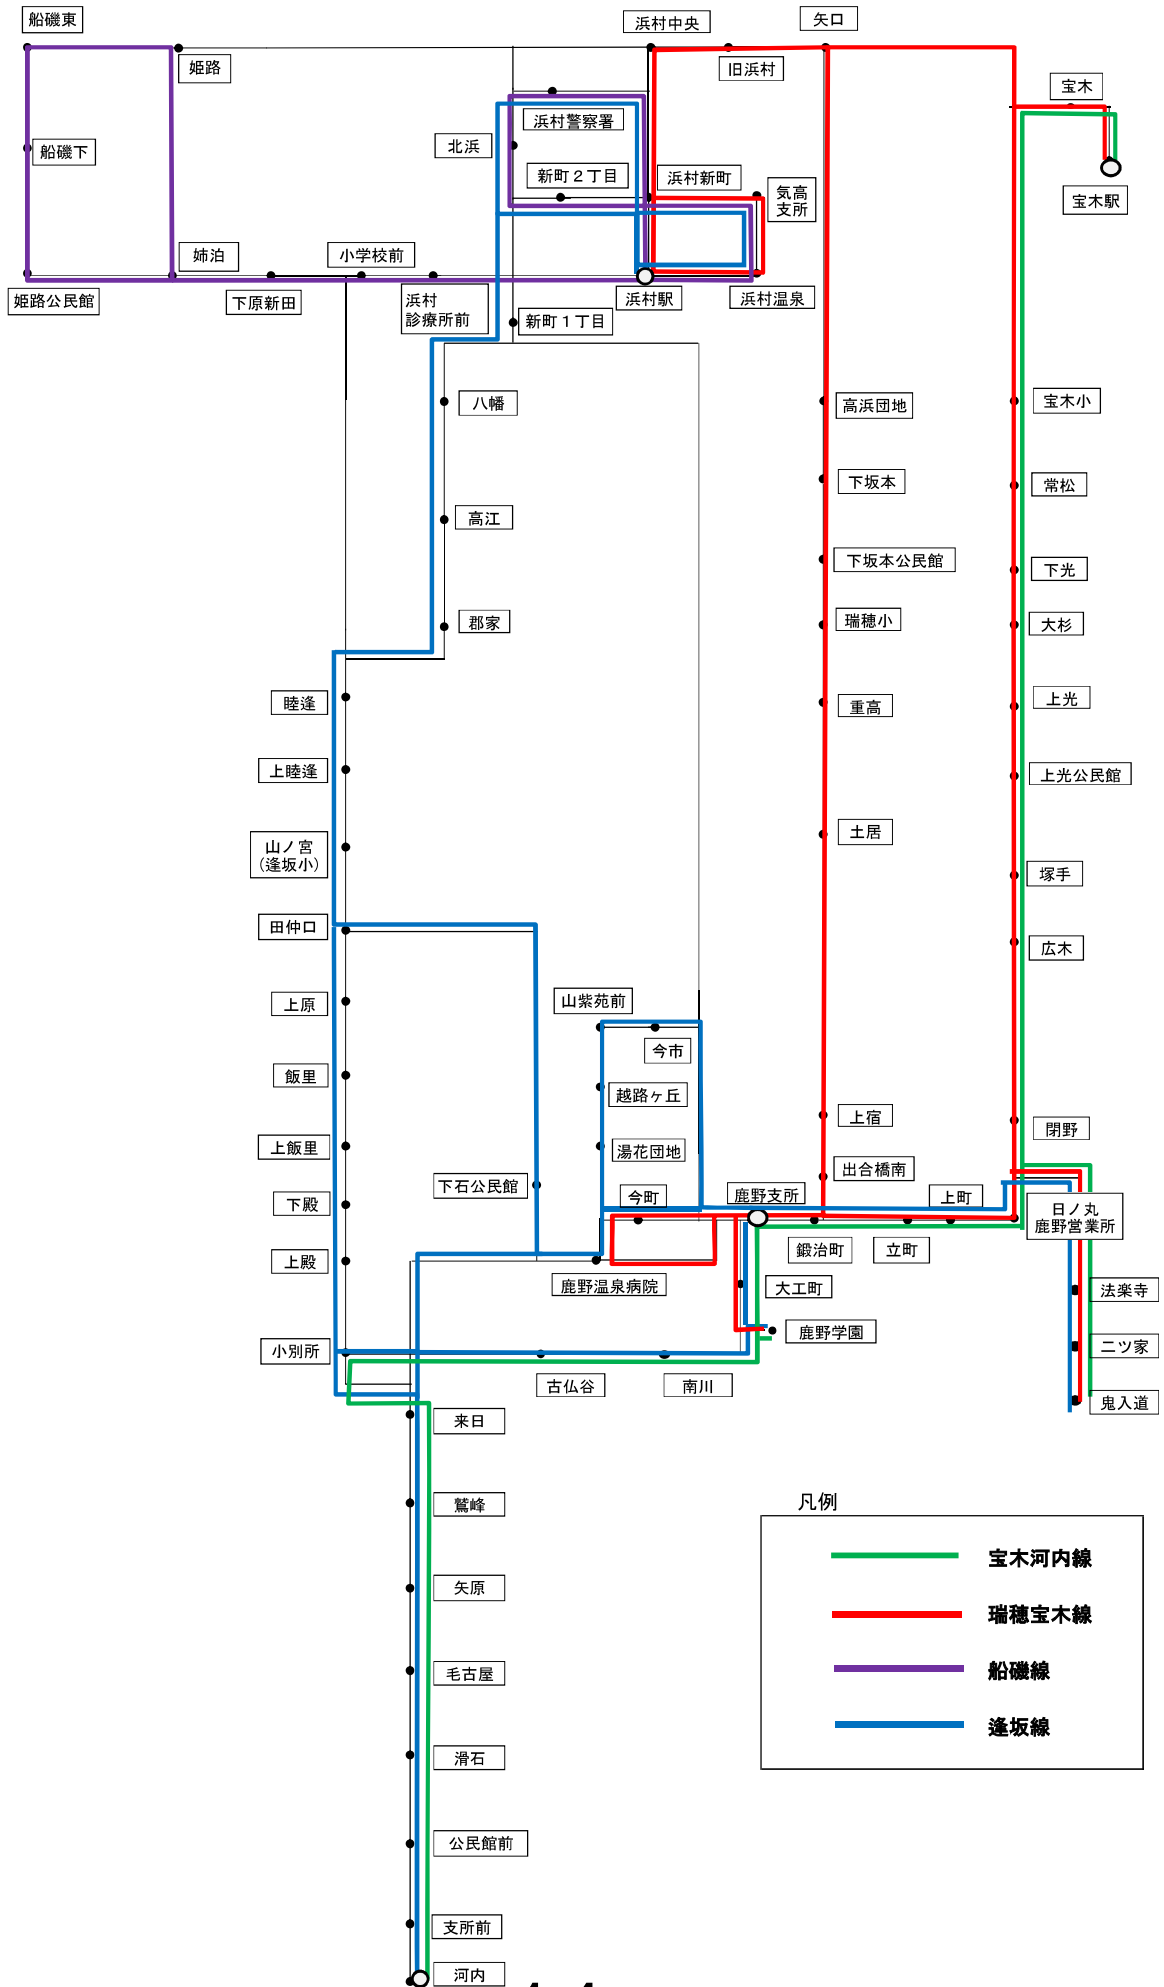 船磯東
浜村中央
矢口
姫路
旧浜村
宝木
浜村警察署
北浜
船磯下
新町２丁目
浜村新町
気高
支所
宝木駅
姉泊
小学校前
姫路公民館
下原新田
浜村
診療所前
浜村駅
浜村温泉
新町１丁目
八幡
高浜団地
宝木小
下坂本
常松
高江
下坂本公民館
下光
郡家
瑞穂小
大杉
睦逢
重高
上光
上睦逢
上光公民館
山ノ宮
（逢坂小）
土居
塚手
田仲口
広木
上原
山紫苑前
今市
飯里
越路ヶ丘
上宿
閉野
上飯里
湯花団地
出合橋南
下石公民館
今町
鹿野支所
上町
下殿
日ノ丸
鹿野営業所
上殿
鍛治町
立町
鹿野温泉病院
大工町
法楽寺
鹿野学園
小別所
二ツ家
古仏谷
南川
鬼入道
来日
鷲峰
矢原
毛古屋
滑石
公民館前
支所前
河内
凡例
宝木河内線
瑞穂宝木線
船磯線
逢坂線